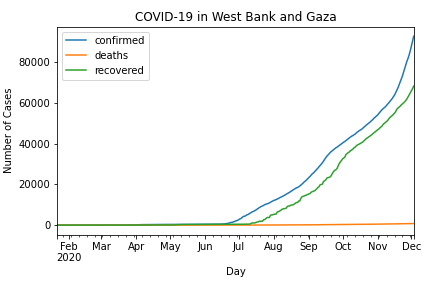 COVID-19 in West Bank and Gaza
confirmed
deaths
recovered
Number of Cases
80000
60000
40000
20000
0
Feb Mar Apr May Jun Jul Aug Sep Oct Nov Dec
2020
Day